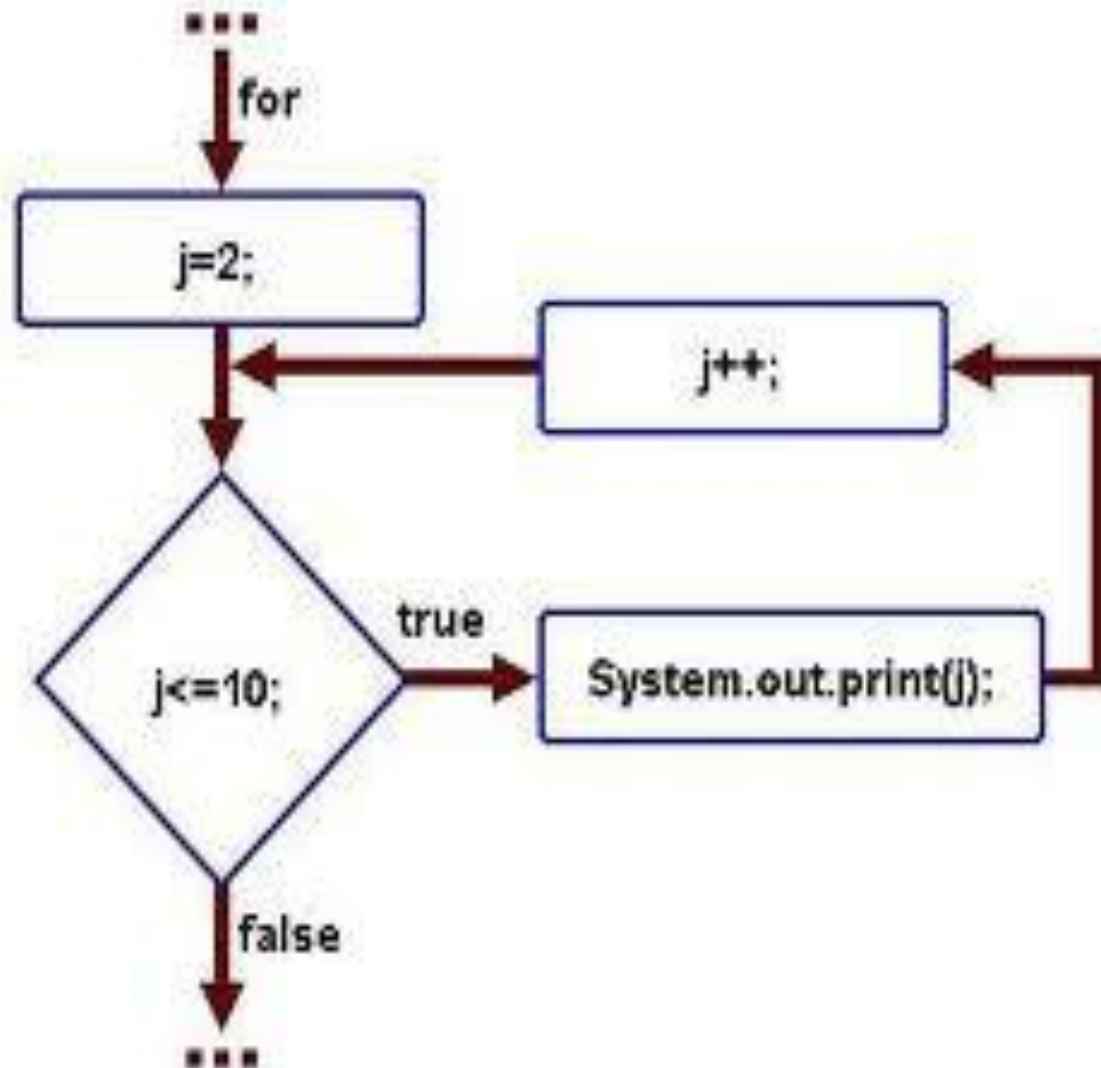 for
j=2;
j++;
true
j<=10;
System.out.print(j);
false